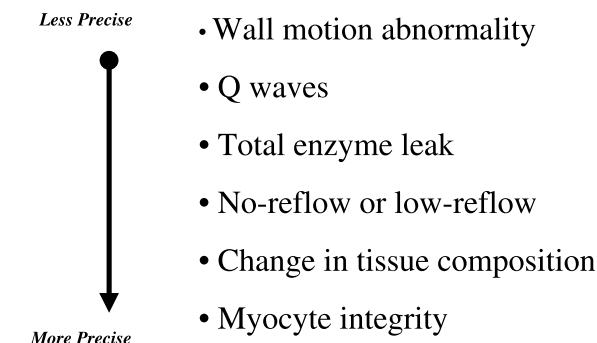 Less Precise
• Wall motion abnormality
• Q waves
• Total enzyme leak
• No-reflow or low-reflow
• Change in tissue composition
• Myocyte integrity
More Precise